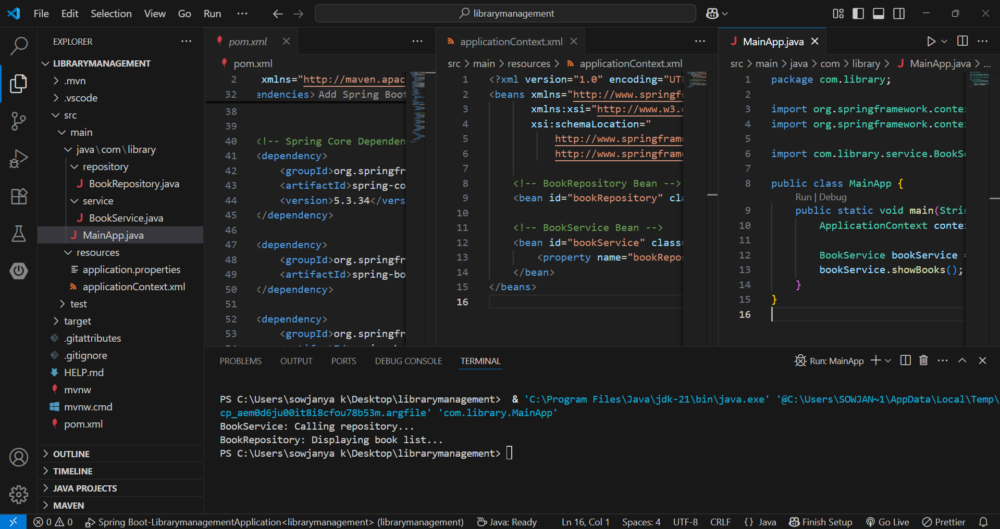 File Edit Selection View Go Run ··· librarymanagement
EXPLORER ···
LIBRARYMANAGEMENT
.mvn
.vscode
src
main
java\com\library
repository
BookRepository.java
service
BookService.java
MainApp.java
resources
application.properties
applicationContext.xml
test
target
.gitattributes
.gitignore
HELP.md
mvnw
mvnw.cmd
pom.xml
OUTLINE
TIMELINE
JAVA PROJECTS
MAVEN
pom.xml
pom.xml
2 xmlns="http://maven.apac
32 endencies>Add Spring Boot
38
39
40 <!-- Spring Core Dependen
41 <dependency>
42 <groupId>org.springfr
43 <artifactId>spring-co
44 <version>5.3.34</vers
45 </dependency>
46
47 <dependency>
48 <groupId>org.springfr
49 <artifactId>spring-bo
50 </dependency>
51
52 <dependency>
53 <groupId>org.springfr
applicationContext.xml
src > main > resources > applicationContext.xml
1 <?xml version="1.0" encoding="UT
2 <beans xmlns="http://www.springf
3 xmlns:xsi="http://www.w3.
4 xsi:schemaLocation="
5 http://www.springframe
6 http://www.springframe
7
8 <!-- BookRepository Bean -->
9 <bean id="bookRepository" cla
10
11 <!-- BookService Bean -->
12 <bean id="bookService" class=
13 <property name="bookRepos
14 </bean>
15 </beans>
16
MainApp.java
src > main > java > com > library > MainApp.java > ...
1 package com.library;
2
3 import org.springframework.contex
4 import org.springframework.contex
5
6 import com.library.service.BookSe
7
8 public class MainApp {
Run | Debug
9 public static void main(Strin
10 ApplicationContext contex
11
12 BookService bookService =
13 bookService.showBooks();
14 }
15 }
16
PROBLEMS OUTPUT PORTS DEBUG CONSOLE TERMINAL Run: MainApp
PS C:\Users\sowjanya k\Desktop\librarymanagement> & 'C:\Program Files\Java\jdk-21\bin\java.exe' '@C:\Users\SOWJAN~1\AppData\Local\Temp\
cp_aem0d6ju00it8i8cfou78b53m.argfile' 'com.library.MainApp'
BookService: Calling repository...
BookRepository: Displaying book list...
PS C:\Users\sowjanya k\Desktop\librarymanagement>
0 0 Spring Boot-LibrarymanagementApplication<librarymanagement> (librarymanagement) Java: Ready Ln 16, Col 1 Spaces: 4 UTF-8 CRLF {} Java Finish Setup Go Live Prettier